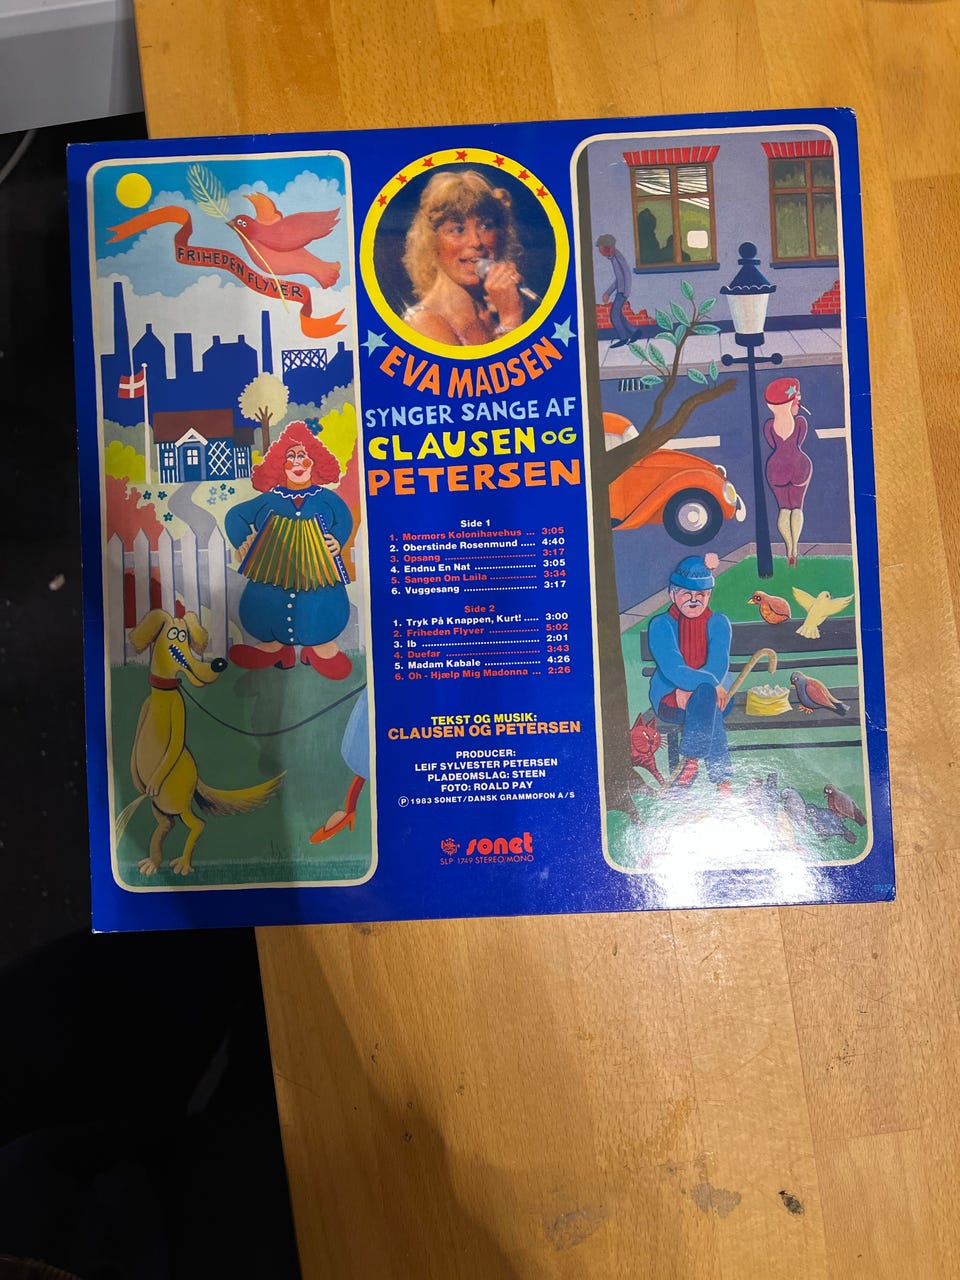 FRIHEDEN FLYVER
EVA MADSEN
SYNGER SANGE AF
CLAUSEN OG
PETERSEN
Side 1
1. Mormors Kolonihavehus ... 3:05
2. Oberstinde Rosenmund ..... 4:40
3. Opsang ........................... 3:17
4. Endnu En Nat .................. 3:05
5. Sangen Om Laila .............. 3:34
6. Vuggesang ...................... 3:17
Side 2
1. Tryk På Knappen, Kurt! ..... 3:00
2. Friheden Flyver ............... 5:02
3. Ib .................................. 2:01
4. Duefar ........................... 3:43
5. Madam Kabale ................ 4:26
6. Oh - Hjælp Mig Madonna ... 2:26
TEKST OG MUSIK:
CLAUSEN OG PETERSEN
PRODUCER:
LEIF SYLVESTER PETERSEN
PLADEOMSLAG: STEEN
FOTO: ROALD PAY
Ⓟ 1983 SONET/DANSK GRAMMOFON A/S
sonet
SLP 1749 STEREO/MONO